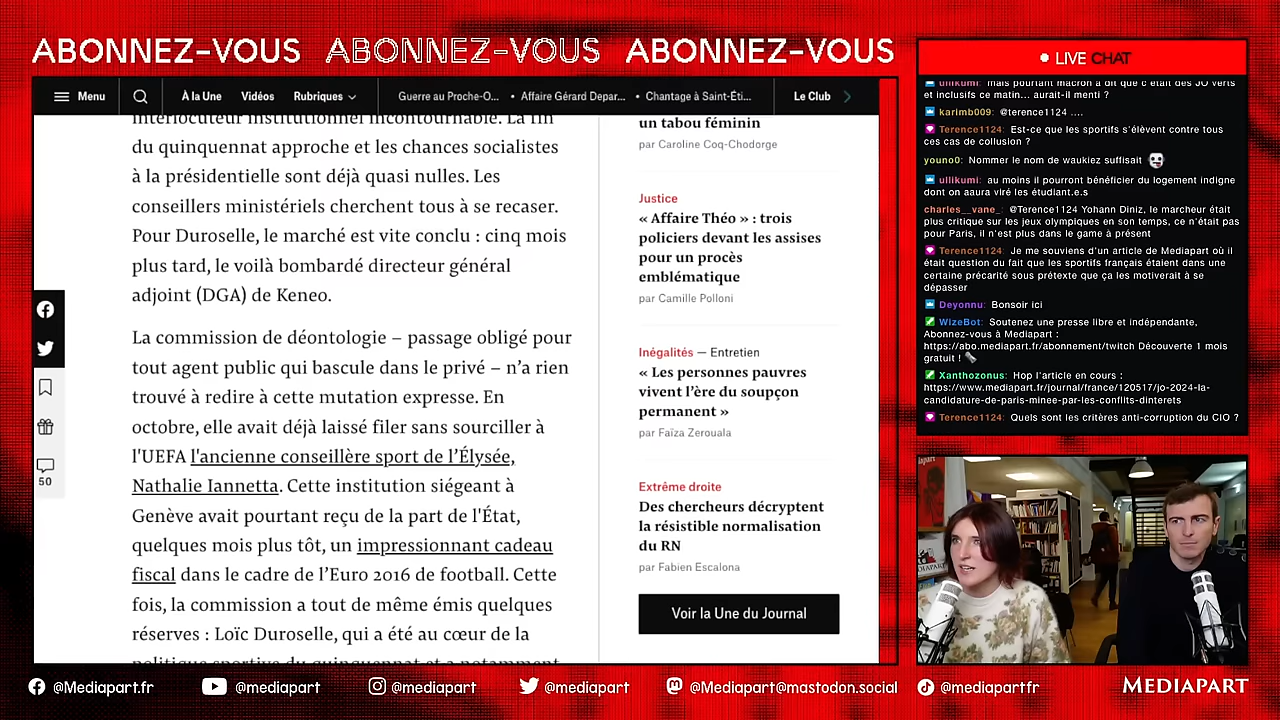 ABONNEZ-VOUS ABONNEZ-VOUS ABONNEZ-VOUS
Menu
À la Une Vidéos Rubriques
Guerre au Proche-O... • Affaire Gérard Depar... • Chantage à Saint-Éti...
Le Club
interlocuteur institutionnel incontournable. La fin
du quinquennat approche et les chances socialistes
à la présidentielle sont déjà quasi nulles. Les
conseillers ministériels cherchent tous à se recaser.
Pour Duroselle, le marché est vite conclu : cinq mois
plus tard, le voilà bombardé directeur général
adjoint (DGA) de Keneo.
La commission de déontologie – passage obligé pour
tout agent public qui bascule dans le privé – n'a rien
trouvé à redire à cette mutation expresse. En
octobre, elle avait déjà laissé filer sans sourciller à
l'UEFA l'ancienne conseillère sport de l'Élysée,
Nathalie Iannetta. Cette institution siégeant à
Genève avait pourtant reçu de la part de l'État,
quelques mois plus tôt, un impressionnant cadeau
fiscal dans le cadre de l'Euro 2016 de football. Cette
fois, la commission a tout de même émis quelques
réserves : Loïc Duroselle, qui a été au cœur de la
politique sportive du quinquennat et a notamment
50
un tabou féminin
par Caroline Coq-Chodorge
Justice
« Affaire Théo » : trois
policiers devant les assises
pour un procès
emblématique
par Camille Polloni
Inégalités — Entretien
« Les personnes pauvres
vivent l'ère du soupçon
permanent »
par Faïza Zerouala
Extrême droite
Des chercheurs décryptent
la résistible normalisation
du RN
par Fabien Escalona
Voir la Une du Journal
LIVE CHAT
ullikumi: mais pourtant macron a dit que c'était des JO verts
et inclusifs ce matin... aurait-il menti ?
karimb009: @terence1124 ....
Terence1124: Est-ce que les sportifs s'élèvent contre tous
ces cas de collusion ?
youno0: Nommer le nom de waukiez suffisait
ullikumi: au moins il pourront bénéficier du logement indigne
dont on aaura viré les étudiant.e.s
charles__vane_: @Terence1124 Yohann Diniz, le marcheur était
plus critique sur les jeux olympiques en son temps, ce n'était pas
pour Paris, il n'est plus dans le game à présent
Terence1124: Je me souviens d'un article de Mediapart où il
était question du fait que les sportifs français étaient dans une
certaine précarité sous prétexte que ça les motiverait à se
dépasser
Deyonnu: Bonsoir ici
WizeBot: Soutenez une presse libre et indépendante,
Abonnez-vous à Mediapart :
https://abo.mediapart.fr/abonnement/twitch Découverte 1 mois
gratuit !
Xanthozonus: Hop l'article en cours :
https://www.mediapart.fr/journal/france/120517/jo-2024-la-
candidature-de-paris-minee-par-les-conflits-dinterets
Terence1124: Quels sont les critères anti-corruption du CIO ?
@Mediapart.fr @mediapart @mediapart @mediapart @Mediapart@mastodon.social @mediapartfr
MEDIAPART